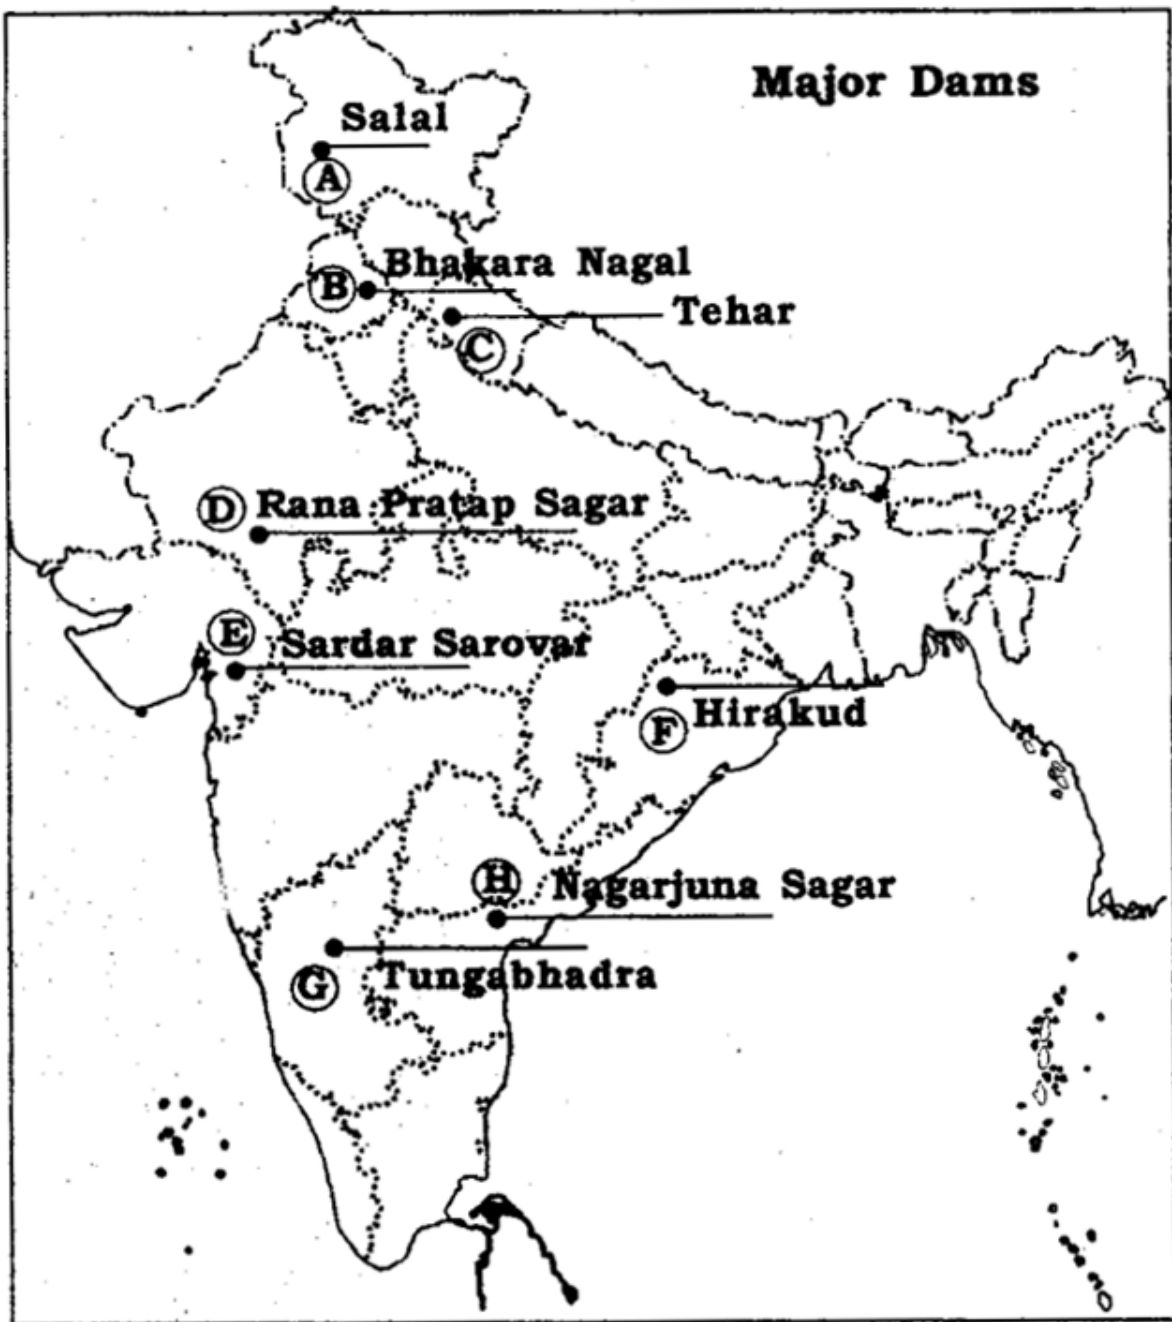 Major Dams
Salal
A
Bhakara Nagal
B
Tehar
C
D
Rana Pratap Sagar
E
Sardar Sarovar
Hirakud
F
H
Nagarjuna Sagar
Tungabhadra
G